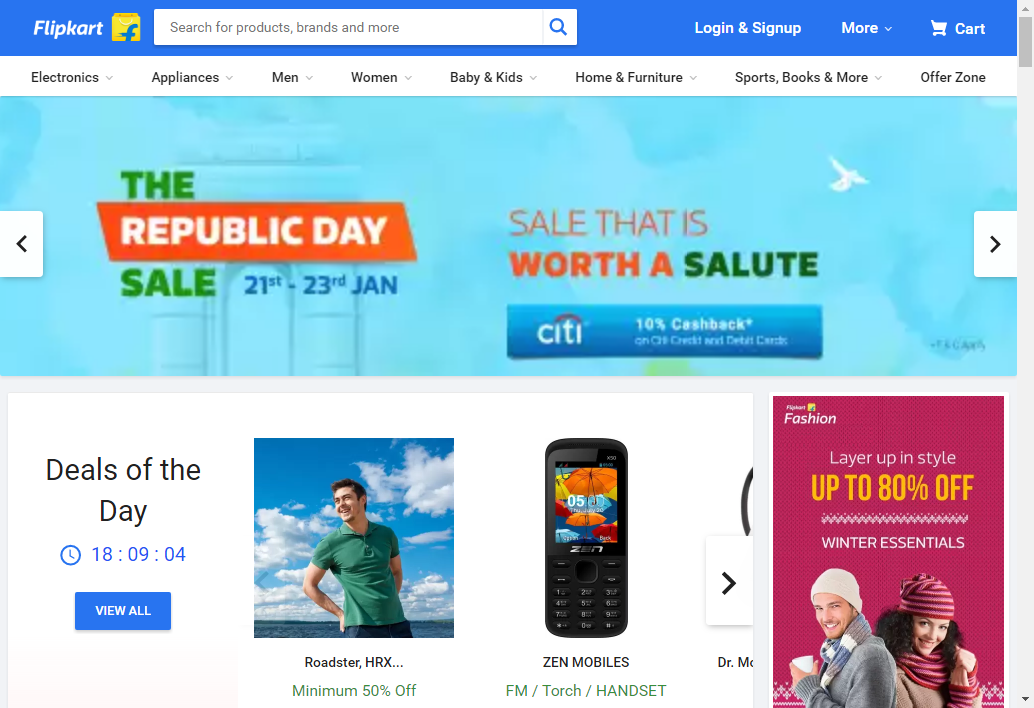 Flipkart
Search for products, brands and more
Login & Signup
More
Cart
Electronics
Appliances
Men
Women
Baby & Kids
Home & Furniture
Sports, Books & More
Offer Zone
THE
REPUBLIC DAY
SALE 21st - 23rd JAN
SALE THAT IS
WORTH A SALUTE
citi
10% Cashback*
on Citi Credit and Debit Cards
Deals of the
Day
18 : 09 : 04
VIEW ALL
ZEN
Roadster, HRX...
Minimum 50% Off
ZEN MOBILES
FM / Torch / HANDSET
Dr. Mo
Flipkart
Fashion
Layer up in style
UP TO 80% OFF
WINTER ESSENTIALS